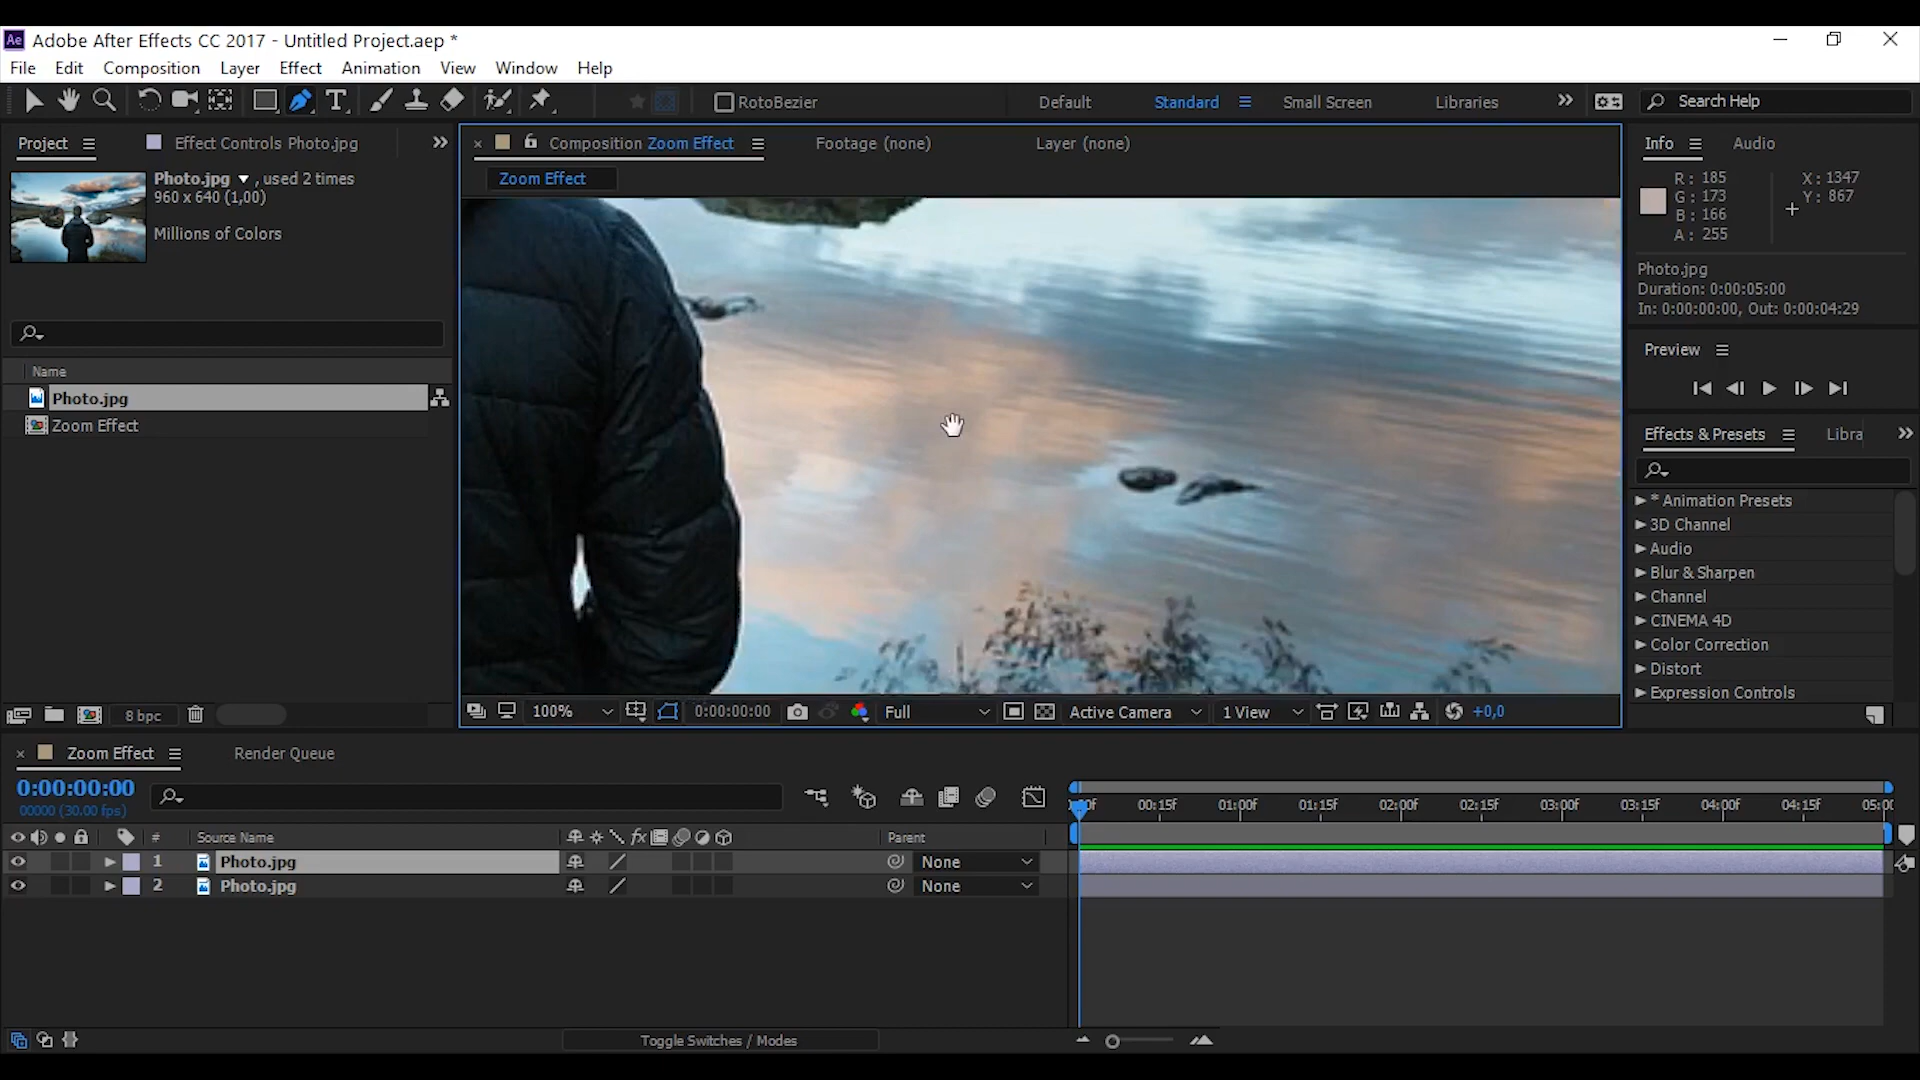 Ae Adobe After Effects CC 2017 - Untitled Project.aep *
File Edit Composition Layer Effect Animation View Window Help
T RotoBezier Default Standard Small Screen Libraries Search Help
Project Effect Controls Photo.jpg
Photo.jpg , used 2 times
960 x 640 (1,00)
Millions of Colors
Name
Photo.jpg
Zoom Effect
8 bpc
Composition Zoom Effect Footage (none) Layer (none)
Zoom Effect
100% 0:00:00:00 Full Active Camera 1 View +0,0
Info Audio
R: 185 X: 1347
G: 173 Y: 867
B: 166
A: 255
Photo.jpg
Duration: 0:00:05:00
In: 0:00:00:00, Out: 0:00:04:29
Preview
Effects & Presets Libra
* Animation Presets
3D Channel
Audio
Blur & Sharpen
Channel
CINEMA 4D
Color Correction
Distort
Expression Controls
Zoom Effect Render Queue
0:00:00:00
00000 (30.00 fps)
00:15f 01:00f 01:15f 02:00f 02:15f 03:00f 03:15f 04:00f 04:15f 05:00
# Source Name fx Parent
1 Photo.jpg None
2 Photo.jpg None
Toggle Switches / Modes